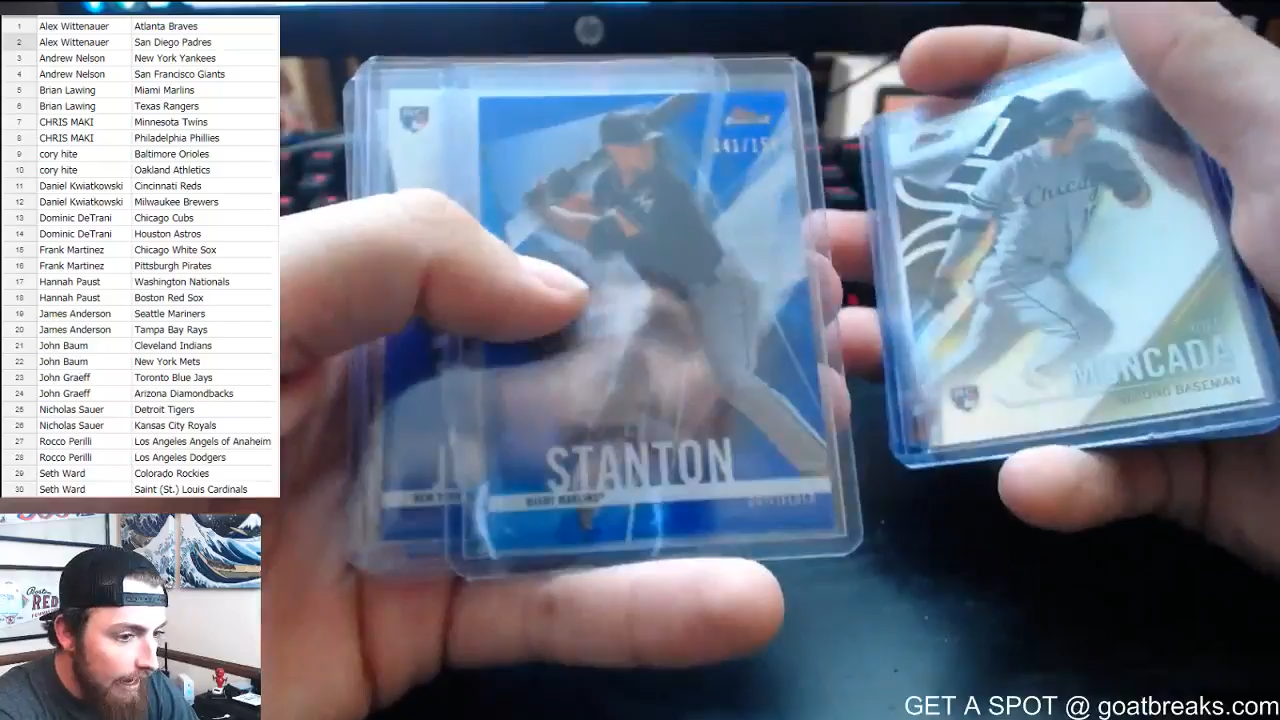 1 Alex Wittenauer Atlanta Braves
2 Alex Wittenauer San Diego Padres
3 Andrew Nelson New York Yankees
4 Andrew Nelson San Francisco Giants
5 Brian Lawing Miami Marlins
6 Brian Lawing Texas Rangers
7 CHRIS MAKI Minnesota Twins
8 CHRIS MAKI Philadelphia Phillies
9 cory hite Baltimore Orioles
10 cory hite Oakland Athletics
11 Daniel Kwiatkowski Cincinnati Reds
12 Daniel Kwiatkowski Milwaukee Brewers
13 Dominic DeTrani Chicago Cubs
14 Dominic DeTrani Houston Astros
15 Frank Martinez Chicago White Sox
16 Frank Martinez Pittsburgh Pirates
17 Hannah Paust Washington Nationals
18 Hannah Paust Boston Red Sox
19 James Anderson Seattle Mariners
20 James Anderson Tampa Bay Rays
21 John Baum Cleveland Indians
22 John Baum New York Mets
23 John Graeff Toronto Blue Jays
24 John Graeff Arizona Diamondbacks
25 Nicholas Sauer Detroit Tigers
26 Nicholas Sauer Kansas City Royals
27 Rocco Perilli Los Angeles Angels of Anaheim
28 Rocco Perilli Los Angeles Dodgers
29 Seth Ward Colorado Rockies
30 Seth Ward Saint (St.) Louis Cardinals
STANTON
MIAMI MARLINS
NEW YORK
MONCADA
SECOND BASEMAN
GET A SPOT @ goatbreaks.com